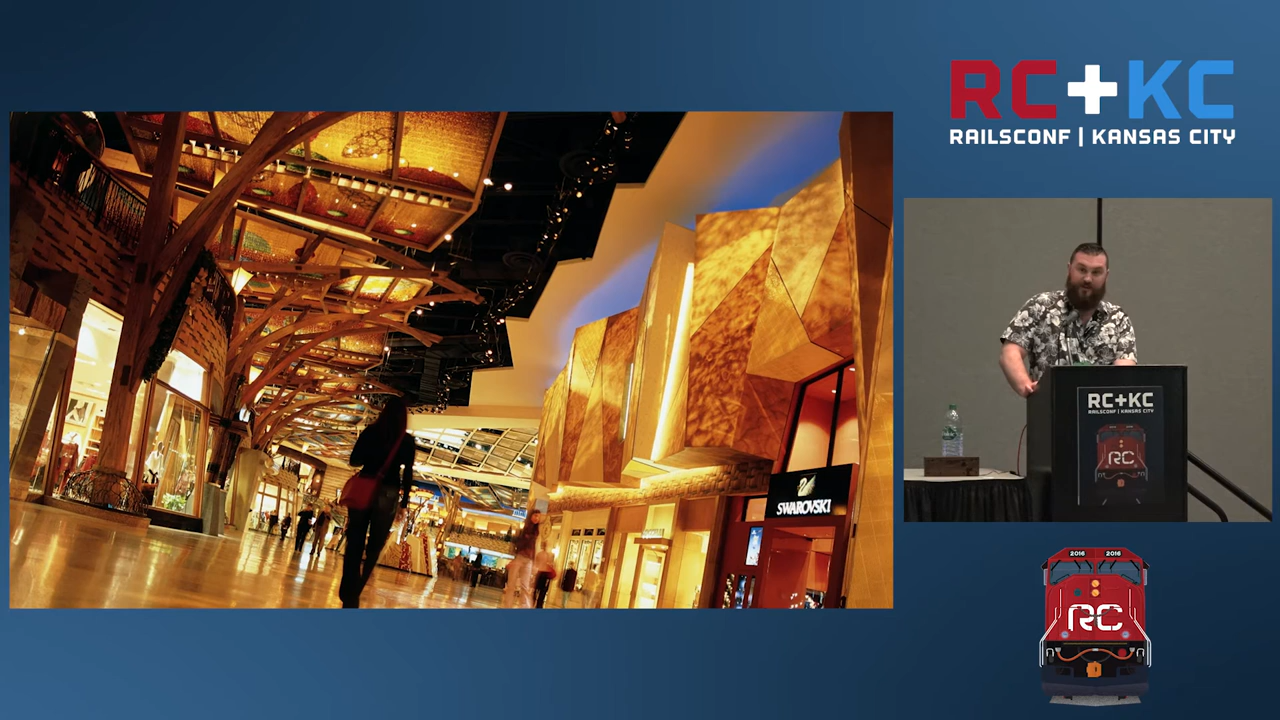 RC+KC
RAILSCONF | KANSAS CITY
SWAROVSKI
RC+KC
RAILSCONF | KANSAS CITY
RC
2016 2016
RC